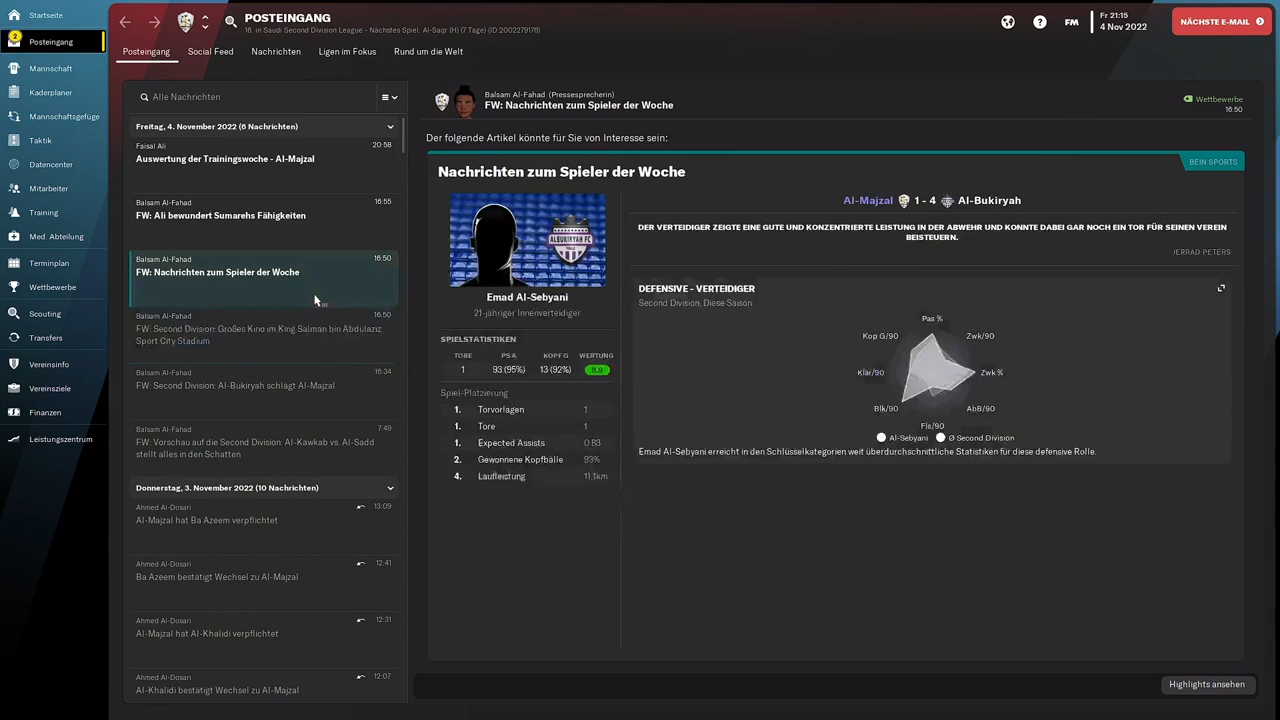 Startseite
2
Posteingang
Mannschaft
Kaderplaner
Mannschaftsgefüge
Taktik
Datencenter
Mitarbeiter
Training
Med. Abteilung
Terminplan
Wettbewerbe
Scouting
Transfers
Vereinsinfo
Vereinsziele
Finanzen
Leistungszentrum
POSTEINGANG
16. in Saudi Second Division League - Nächstes Spiel: Al-Saqr (H) (7 Tage) (ID:2002279176)
FM
Fr 21:15
4 Nov 2022
NÄCHSTE E-MAIL
Posteingang Social Feed Nachrichten Ligen im Fokus Rund um die Welt
Alle Nachrichten
Freitag, 4. November 2022 (6 Nachrichten)
Faisal Ali 20:58
Auswertung der Trainingswoche - Al-Majzal
Balsam Al-Fahad 16:55
FW: Ali bewundert Sumarehs Fähigkeiten
Balsam Al-Fahad 16:50
FW: Nachrichten zum Spieler der Woche
Balsam Al-Fahad 16:50
FW: Second Division: Großes Kino im King Salman bin Abdulaziz
Sport City Stadium
Balsam Al-Fahad 16:34
FW: Second Division: Al-Bukiryah schlägt Al-Majzal
Balsam Al-Fahad 7:49
FW: Vorschau auf die Second Division: Al-Kawkab vs. Al-Sadd
stellt alles in den Schatten
Donnerstag, 3. November 2022 (10 Nachrichten)
Ahmed Al-Dosari 13:09
Al-Majzal hat Ba Azeem verpflichtet
Ahmed Al-Dosari 12:41
Ba Azeem bestätigt Wechsel zu Al-Majzal
Ahmed Al-Dosari 12:31
Al-Majzal hat Al-Khalidi verpflichtet
Ahmed Al-Dosari 12:07
Al-Khalidi bestätigt Wechsel zu Al-Majzal
Balsam Al-Fahad (Pressesprecherin)
FW: Nachrichten zum Spieler der Woche
Wettbewerbe
16:50
Der folgende Artikel könnte für Sie von Interesse sein:
BEIN SPORTS
Nachrichten zum Spieler der Woche
ALBUKIRYAH FC
Emad Al-Sebyani
21-jähriger Innenverteidiger
SPIELSTATISTIKEN
TORE PS A KOPF G WERTUNG
1 93 (95%) 13 (92%) 8.9
Spiel-Platzierung
1. Torvorlagen 1
1. Tore 1
1. Expected Assists 0.83
2. Gewonnene Kopfbälle 93%
4. Laufleistung 11,1km
Al-Majzal 1 - 4 Al-Bukiryah
DER VERTEIDIGER ZEIGTE EINE GUTE UND KONZENTRIERTE LEISTUNG IN DER ABWEHR UND KONNTE DABEI GAR NOCH EIN TOR FÜR SEINEN VEREIN
BEISTEUERN.
JERRAD PETERS
DEFENSIVE - VERTEIDIGER
Second Division, Diese Saison
Pas %
Kop G/90 Zwk/90
Klär/90 Zwk %
Blk/90 AbB/90
Fls/90
Al-Sebyani Ø Second Division
Emad Al-Sebyani erreicht in den Schlüsselkategorien weit überdurchschnittliche Statistiken für diese defensive Rolle.
Highlights ansehen